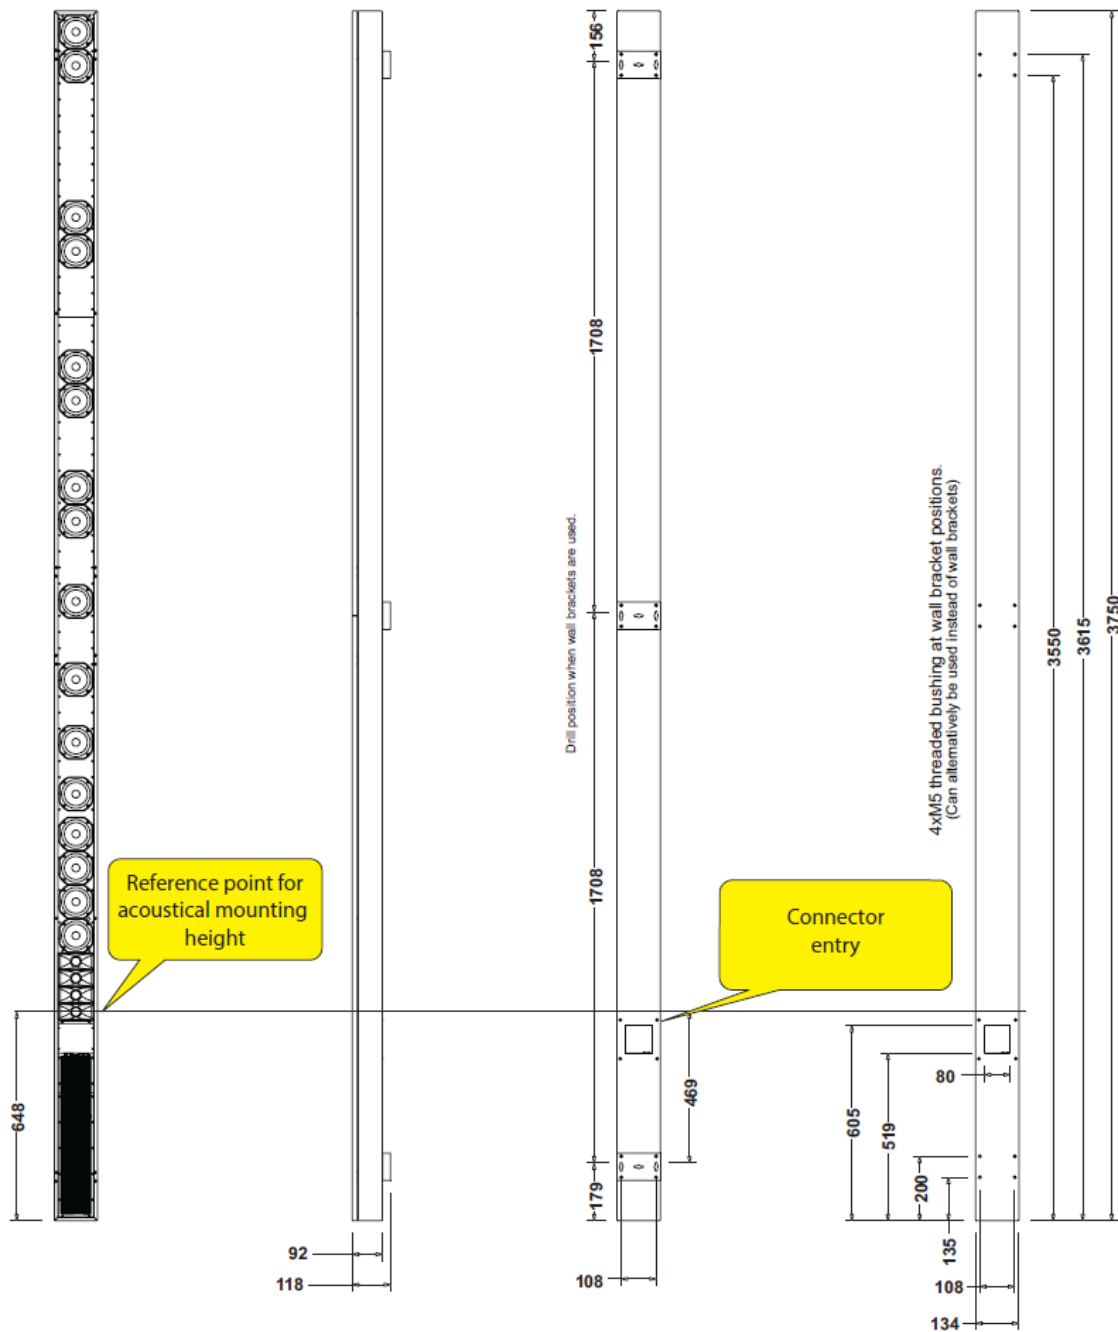 156
1708
Drill position when wall brackets are used.
1708
4xM5 threaded bushing at wall bracket positions.
(Can alternatively be used instead of wall brackets)
3550
3615
3750
Reference point for
acoustical mounting
height
Connector
entry
648
469
179
80
605
519
200
135
92
118
108
108
134